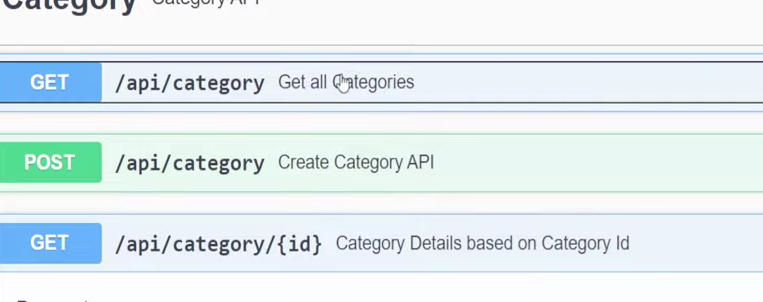 Category Category API
GET /api/category Get all Categories
POST /api/category Create Category API
GET /api/category/{id} Category Details based on Category Id